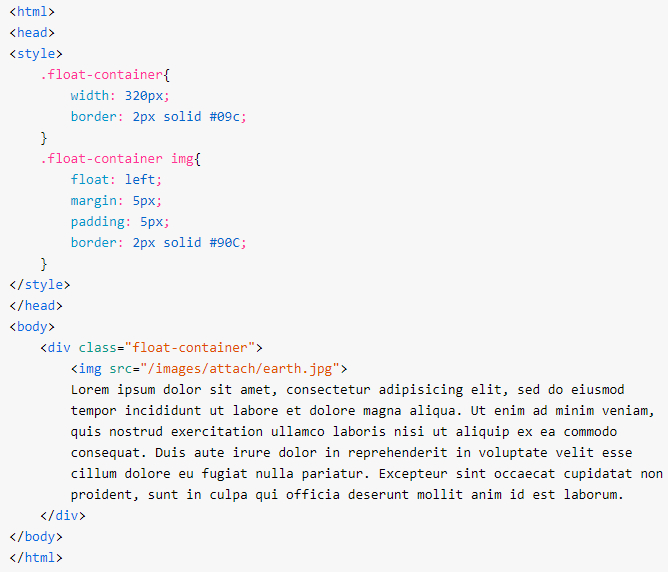 <html>
<head>
<style>
    .float-container{
        width: 320px;
        border: 2px solid #09c;
    }
    .float-container img{
        float: left;
        margin: 5px;
        padding: 5px;
        border: 2px solid #90C;
    }
</style>
</head>
<body>
    <div class="float-container">
        <img src="/images/attach/earth.jpg">
        Lorem ipsum dolor sit amet, consectetur adipisicing elit, sed do eiusmod
        tempor incididunt ut labore et dolore magna aliqua. Ut enim ad minim veniam,
        quis nostrud exercitation ullamco laboris nisi ut aliquip ex ea commodo
        consequat. Duis aute irure dolor in reprehenderit in voluptate velit esse
        cillum dolore eu fugiat nulla pariatur. Excepteur sint occaecat cupidatat non
        proident, sunt in culpa qui officia deserunt mollit anim id est laborum.
    </div>
</body>
</html>